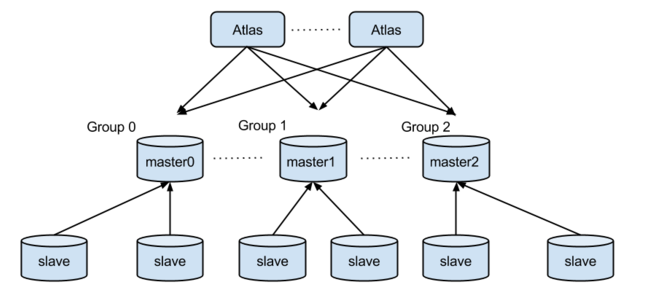 Atlas
Atlas
Group 0
Group 1
Group 2
master0
master1
master2
slave
slave
slave
slave
slave
slave